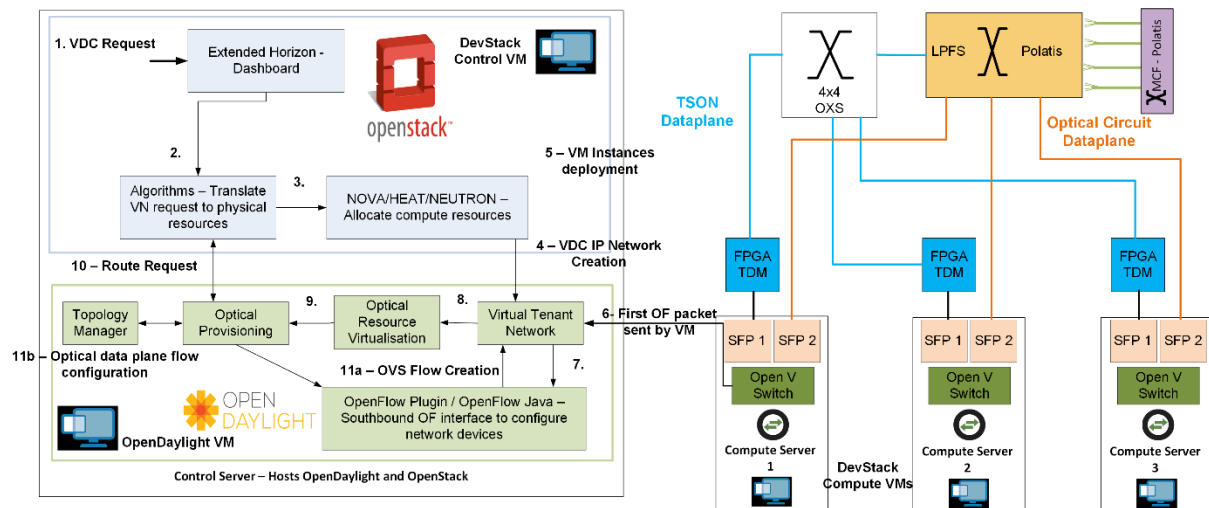 1. VDC Request
Extended Horizon -
Dashboard
DevStack
Control VM
openstack™
2.
3.
5 – VM Instances
deployment
Algorithms – Translate
VN request to physical
resources
NOVA/HEAT/NEUTRON –
Allocate compute resources
4 – VDC IP Network
Creation
10 – Route Request
Topology
Manager
Optical
Provisioning
9.
Optical
Resource
Virtualisation
8.
Virtual Tenant
Network
6- First OF packet
sent by VM
11b – Optical data plane flow
configuration
11a – OVS Flow Creation
7.
OPEN
DAYLIGHT
OpenFlow Plugin / OpenFlow Java –
Southbound OF interface to configure
network devices
OpenDaylight VM
Control Server – Hosts OpenDaylight and OpenStack
TSON
Dataplane
4x4
OXS
LPFS
Polatis
MCF - Polatis
Optical Circuit
Dataplane
FPGA
TDM
FPGA
TDM
FPGA
TDM
SFP 1
SFP 2
SFP 1
SFP 2
SFP 1
SFP 2
Open V
Switch
Open V
Switch
Open V
Switch
Compute Server
1
DevStack
Compute VMs
Compute Server
2
Compute Server
3